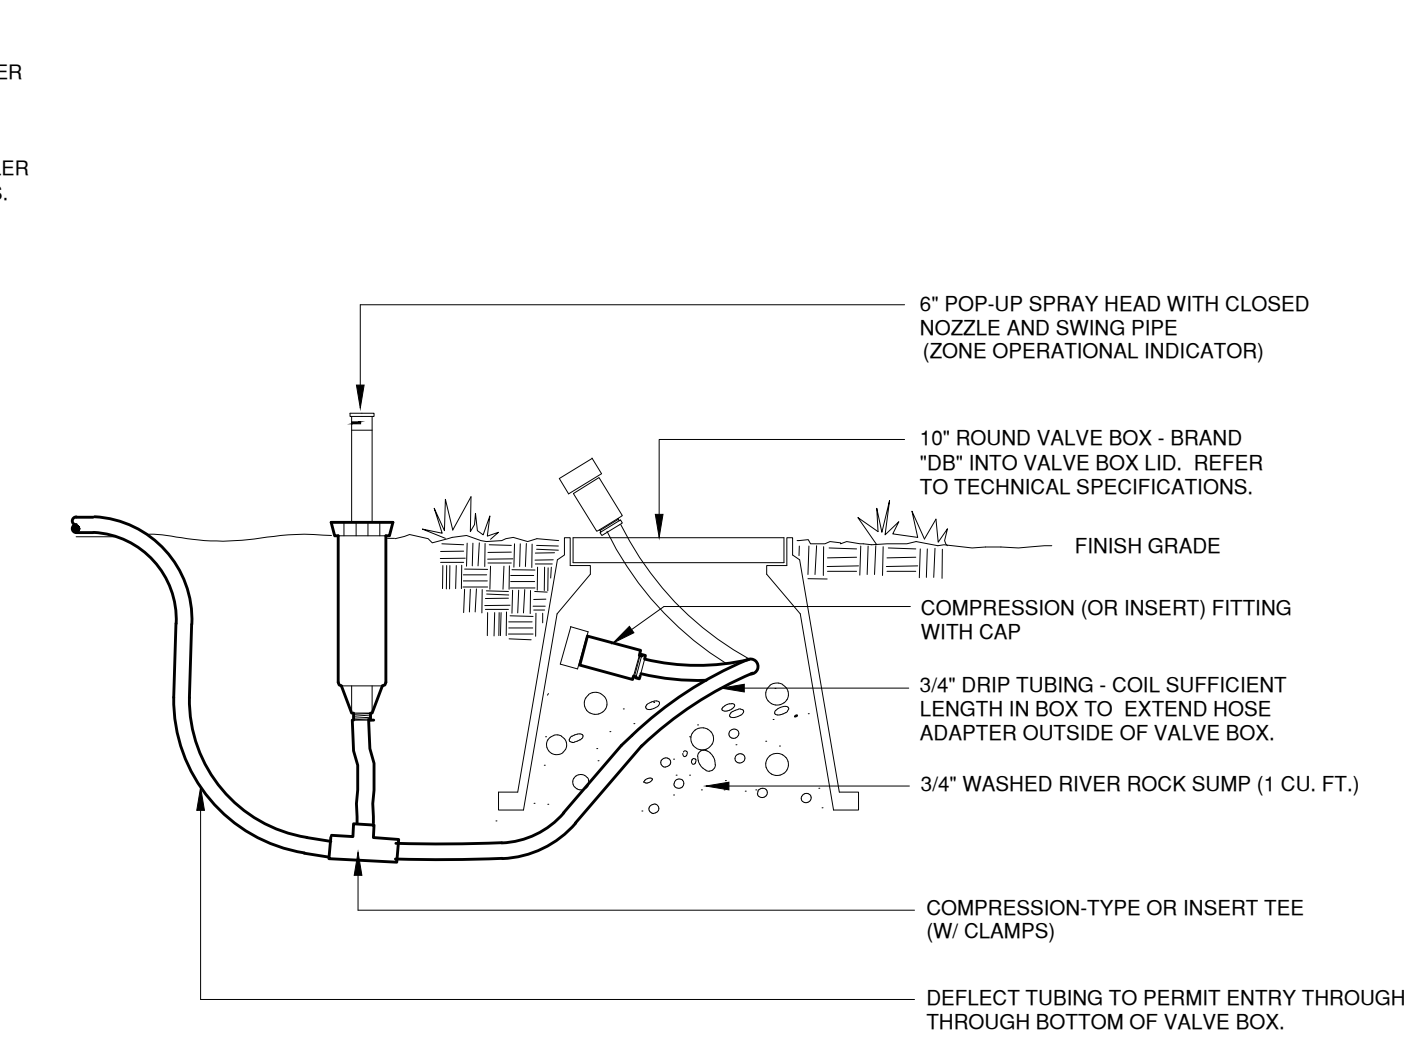 ER
LER
S.
6" POP-UP SPRAY HEAD WITH CLOSED
NOZZLE AND SWING PIPE
(ZONE OPERATIONAL INDICATOR)
10" ROUND VALVE BOX - BRAND
"DB" INTO VALVE BOX LID. REFER
TO TECHNICAL SPECIFICATIONS.
FINISH GRADE
COMPRESSION (OR INSERT) FITTING
WITH CAP
3/4" DRIP TUBING - COIL SUFFICIENT
LENGTH IN BOX TO EXTEND HOSE
ADAPTER OUTSIDE OF VALVE BOX.
3/4" WASHED RIVER ROCK SUMP (1 CU. FT.)
COMPRESSION-TYPE OR INSERT TEE
(W/ CLAMPS)
DEFLECT TUBING TO PERMIT ENTRY THROUGH
THROUGH BOTTOM OF VALVE BOX.